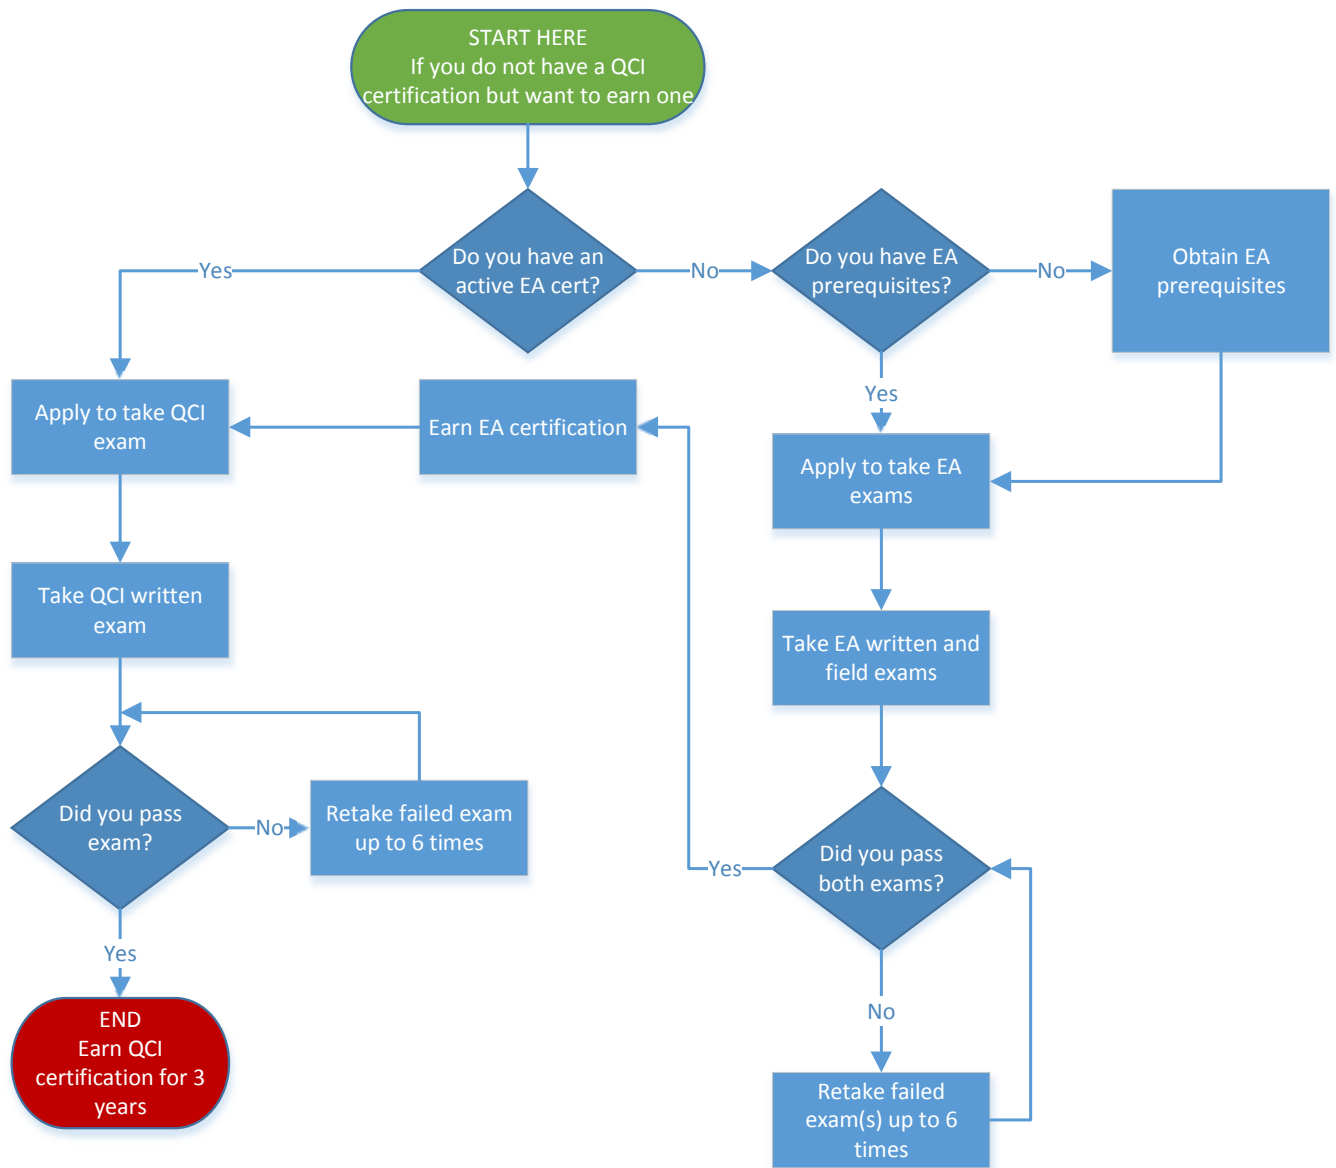 START HERE
If you do not have a QCI
certification but want to earn one
Do you have an
active EA cert?
Yes
No
Do you have EA
prerequisites?
No
Obtain EA
prerequisites
Yes
Apply to take QCI
exam
Earn EA certification
Apply to take EA
exams
Take QCI written
exam
Take EA written and
field exams
Did you pass
exam?
No
Retake failed exam
up to 6 times
Yes
Did you pass
both exams?
Yes
No
END
Earn QCI
certification for 3
years
Retake failed
exam(s) up to 6
times